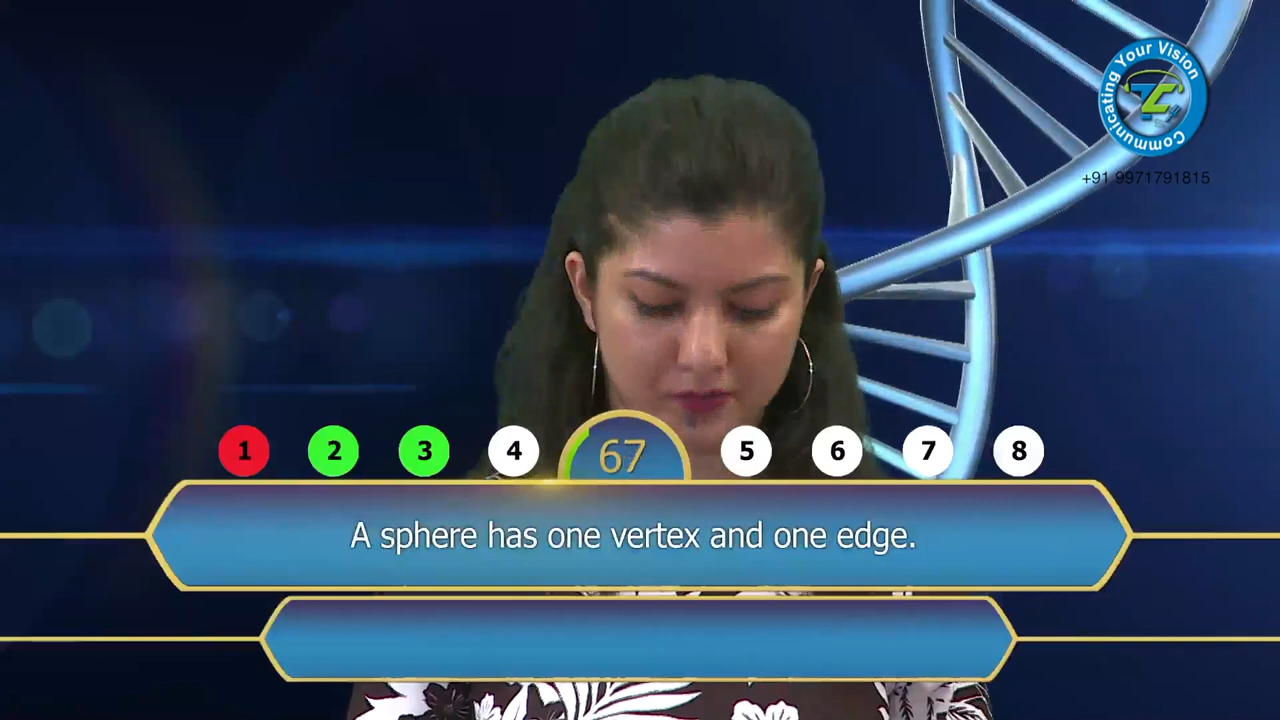 Communicating Your Vision
TC
+91 9971791815
1 2 3 4 67 5 6 7 8
A sphere has one vertex and one edge.